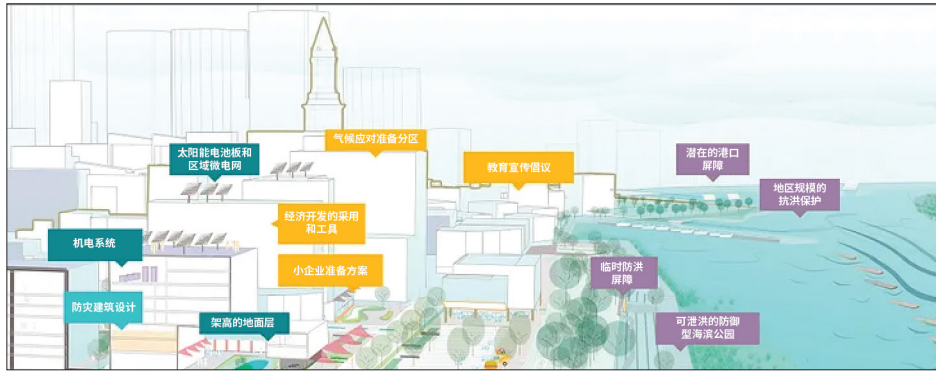 气候应对准备分区
太阳能电池板和
区域微电网
教育宣传倡议
潜在的港口
屏障
地区规模的
抗洪保护
经济开发的采用
和工具
机电系统
小企业准备方案
临时防洪
屏障
防灾建筑设计
架高的地面层
可泄洪的防御
型海滨公园